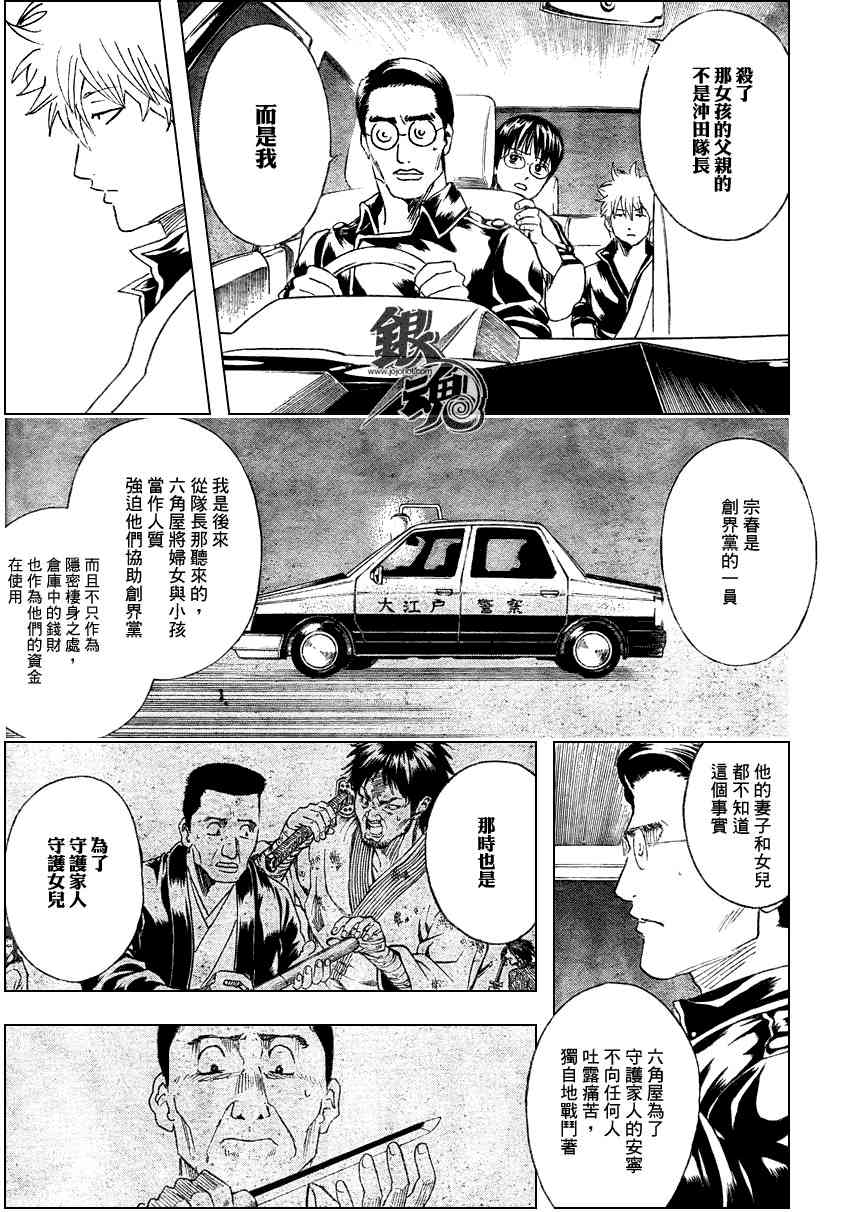 殺了
那女孩的父親的
不是沖田隊長
而是我
銀魂
www.jojohot.com
宗春是
創界黨的一員
大江戶警察
我是後來
從隊長那聽來的，
六角屋將婦女與小孩
當作人質
強迫他們協助創界黨
而且不只作為
隱密棲身之處，
倉庫中的錢財
也作為他們的資金
在使用
他的妻子和女兒
都不知道
這個事實
六角屋為了
守護家人的安寧
不向任何人
吐露痛苦，
獨自地戰鬥著
那時也是
為了
守護家人
守護女兒